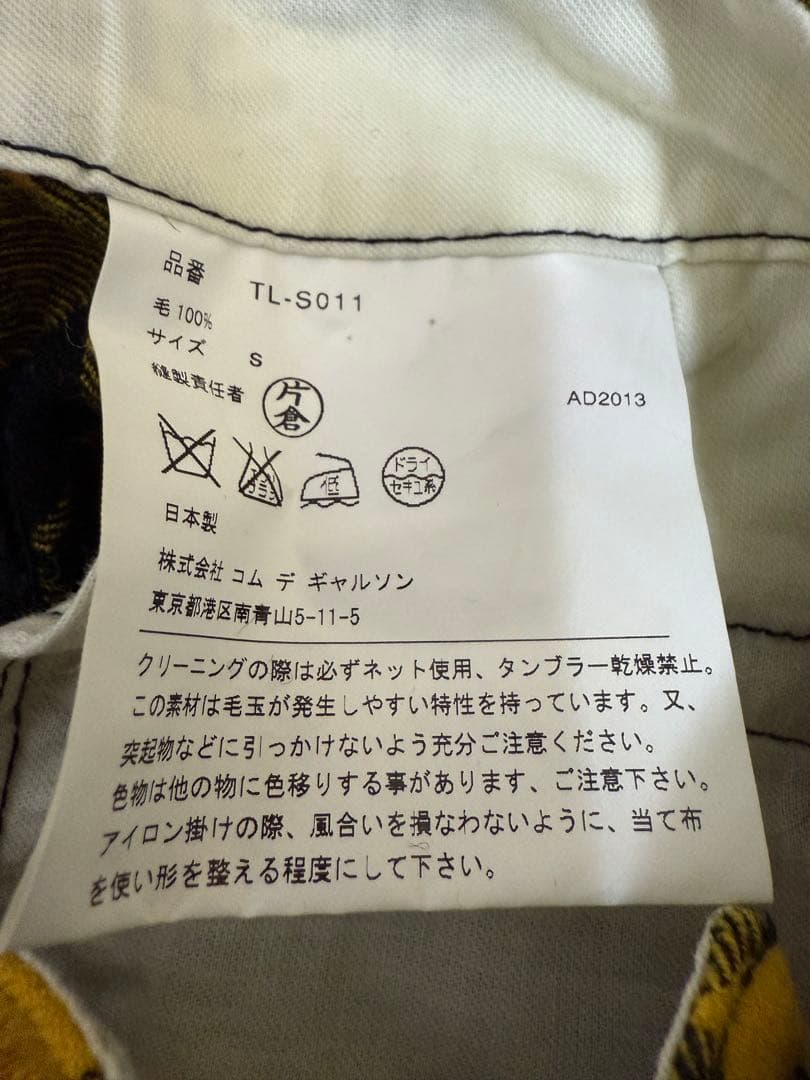 品番 TL-S011
毛 100%
サイズ S
縫製責任者 片倉
AD2013
エンソ
低
ドライ
セキユ系
日本製
株式会社 コム デ ギャルソン
東京都港区南青山5-11-5
クリーニングの際は必ずネット使用、タンブラー乾燥禁止。
この素材は毛玉が発生しやすい特性を持っています。又、
突起物などに引っかけないよう充分ご注意ください。
色物は他の物に色移りする事があります、ご注意下さい。
アイロン掛けの際、風合いを損なわないように、当て布
を使い形を整える程度にして下さい。